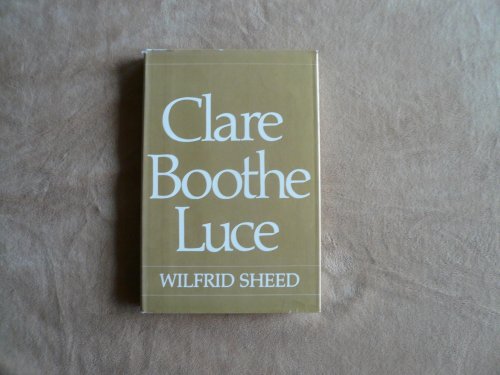 Clare
Boothe
Luce
WILFRID SHEED